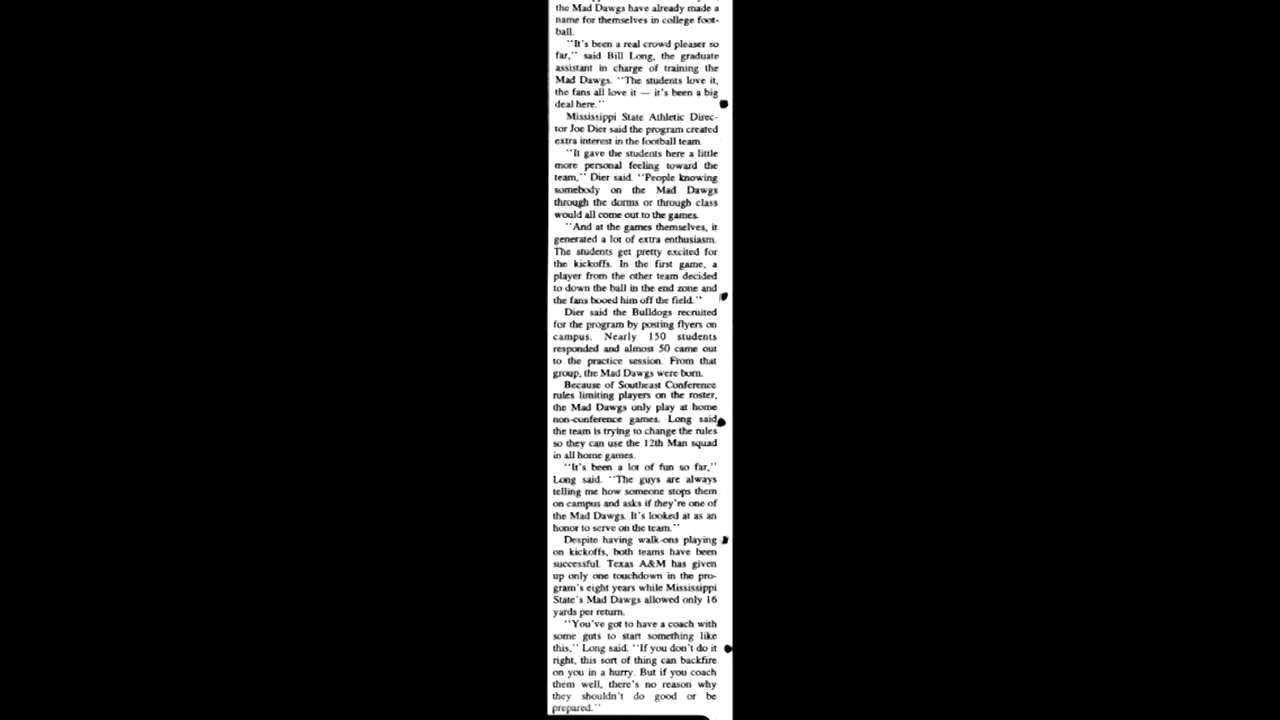 the Mad Dawgs have already made a
name for themselves in college foot-
ball.
"It's been a real crowd pleaser so
far," said Bill Long, the graduate
assistant in charge of training the
Mad Dawgs. "The students love it,
the fans all love it — it's been a big
deal here."
Mississippi State Athletic Direc-
tor Joe Dier said the program created
extra interest in the football team.
"It gave the students here a little
more personal feeling toward the
team," Dier said. "People knowing
somebody on the Mad Dawgs
through the dorms or through class
would all come out to the games.
"And at the games themselves, it
generated a lot of extra enthusiasm.
The students get pretty excited for
the kickoffs. In the first game, a
player from the other team decided
to down the ball in the end zone and
the fans booed him off the field."
Dier said the Bulldogs recruited
for the program by posting flyers on
campus. Nearly 150 students
responded and almost 50 came out
to the practice session. From that
group, the Mad Dawgs were born.
Because of Southeast Conference
rules limiting players on the roster,
the Mad Dawgs only play at home
non-conference games. Long said
the team is trying to change the rules
so they can use the 12th Man squad
in all home games.
"It's been a lot of fun so far,"
Long said. "The guys are always
telling me how someone stops them
on campus and asks if they're one of
the Mad Dawgs. It's looked at as an
honor to serve on the team."
Despite having walk-ons playing
on kickoffs, both teams have been
successful. Texas A&M has given
up only one touchdown in the pro-
gram's eight years while Mississippi
State's Mad Dawgs allowed only 16
yards per return.
"You've got to have a coach with
some guts to start something like
this," Long said. "If you don't do it
right, this sort of thing can backfire
on you in a hurry. But if you coach
them well, there's no reason why
they shouldn't do good or be
prepared."